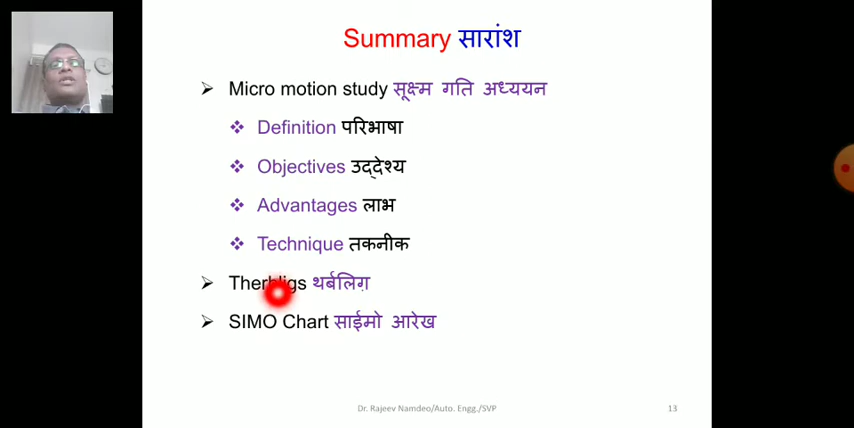 Summary सारांश
Micro motion study सूक्ष्म गति अध्ययन
Definition परिभाषा
Objectives उद्देश्य
Advantages लाभ
Technique तकनीक
Therbligs थर्बलिग़
SIMO Chart साईमो आरेख
Dr. Rajeev Namdeo/Auto. Engg./SVP 13